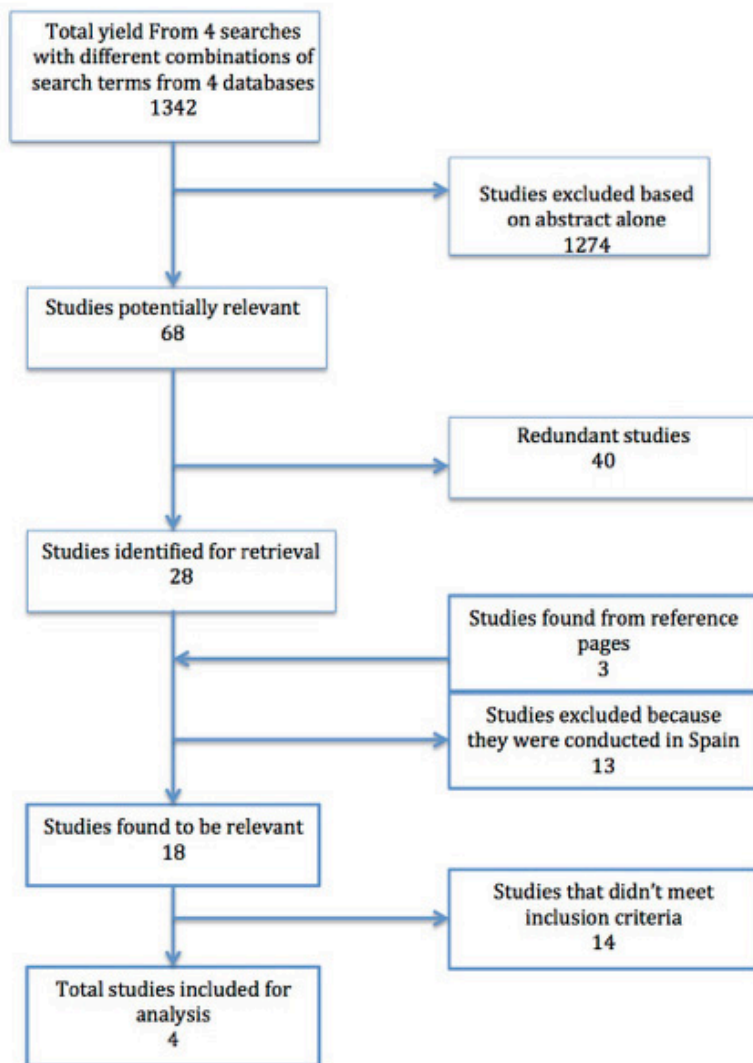 Total yield From 4 searches
with different combinations of
search terms from 4 databases
1342
Studies excluded based
on abstract alone
1274
Studies potentially relevant
68
Redundant studies
40
Studies identified for retrieval
28
Studies found from reference
pages
3
Studies excluded because
they were conducted in Spain
13
Studies found to be relevant
18
Studies that didn't meet
inclusion criteria
14
Total studies included for
analysis
4